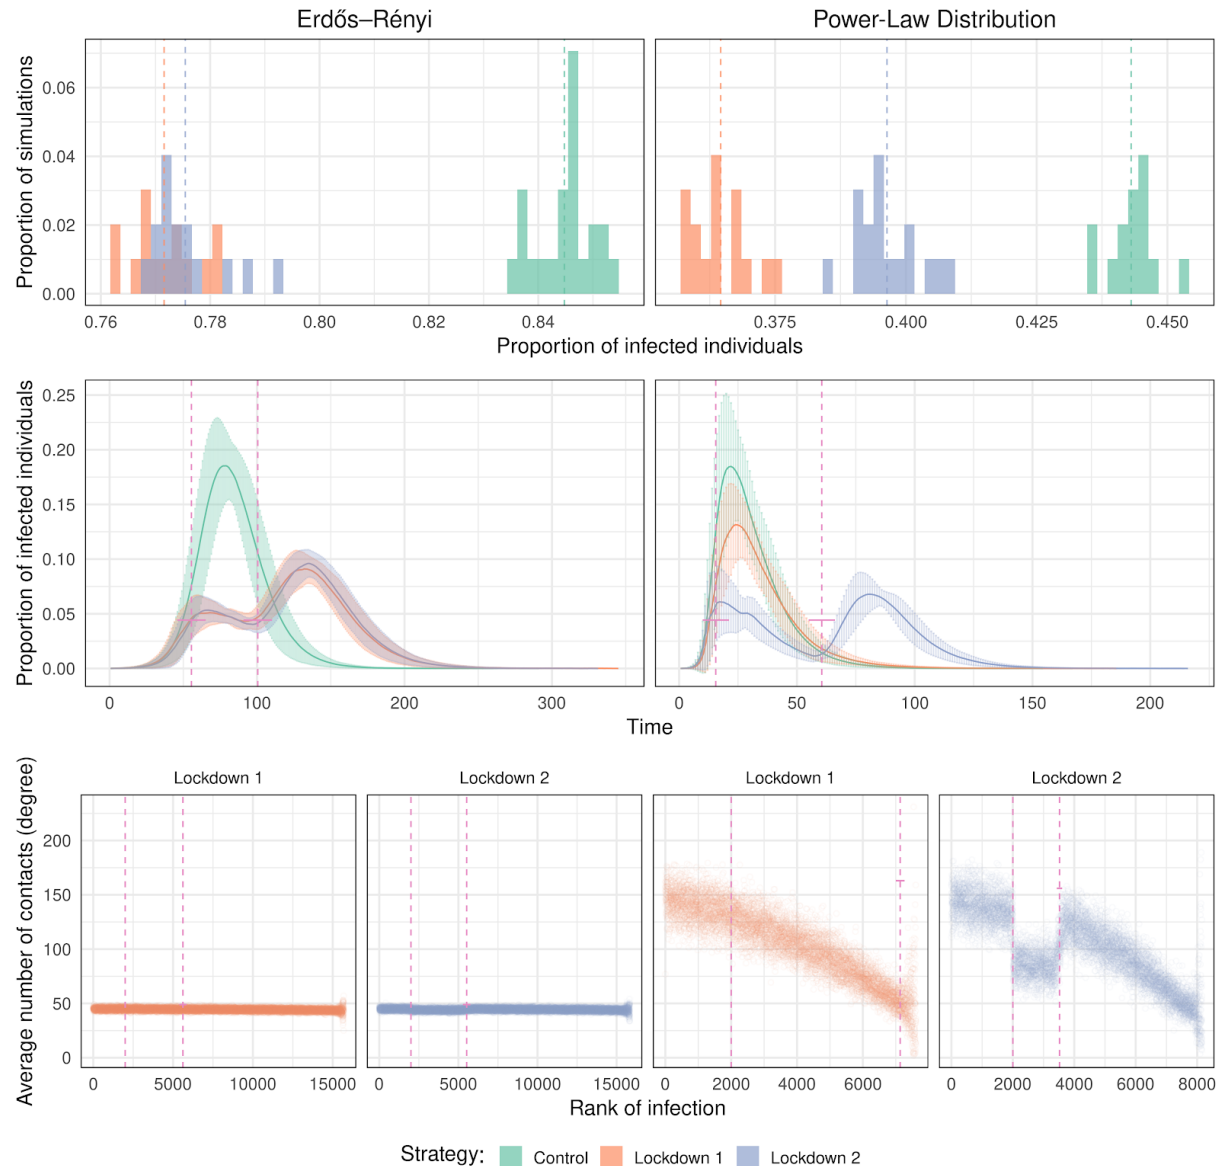 Erdős–Rényi Power-Law Distribution
Proportion of simulations
0.06
0.04
0.02
0.00
0.76 0.78 0.80 0.82 0.84 0.375 0.400 0.425 0.450
Proportion of infected individuals
Proportion of infected individuals
0.25
0.20
0.15
0.10
0.05
0.00
0 100 200 300 0 50 100 150 200
Time
Lockdown 1 Lockdown 2 Lockdown 1 Lockdown 2
Average number of contacts (degree)
200
150
100
50
0
0 5000 10000 15000 0 5000 10000 15000 0 2000 4000 6000 0 2000 4000 6000 8000
Rank of infection
Strategy: Control Lockdown 1 Lockdown 2